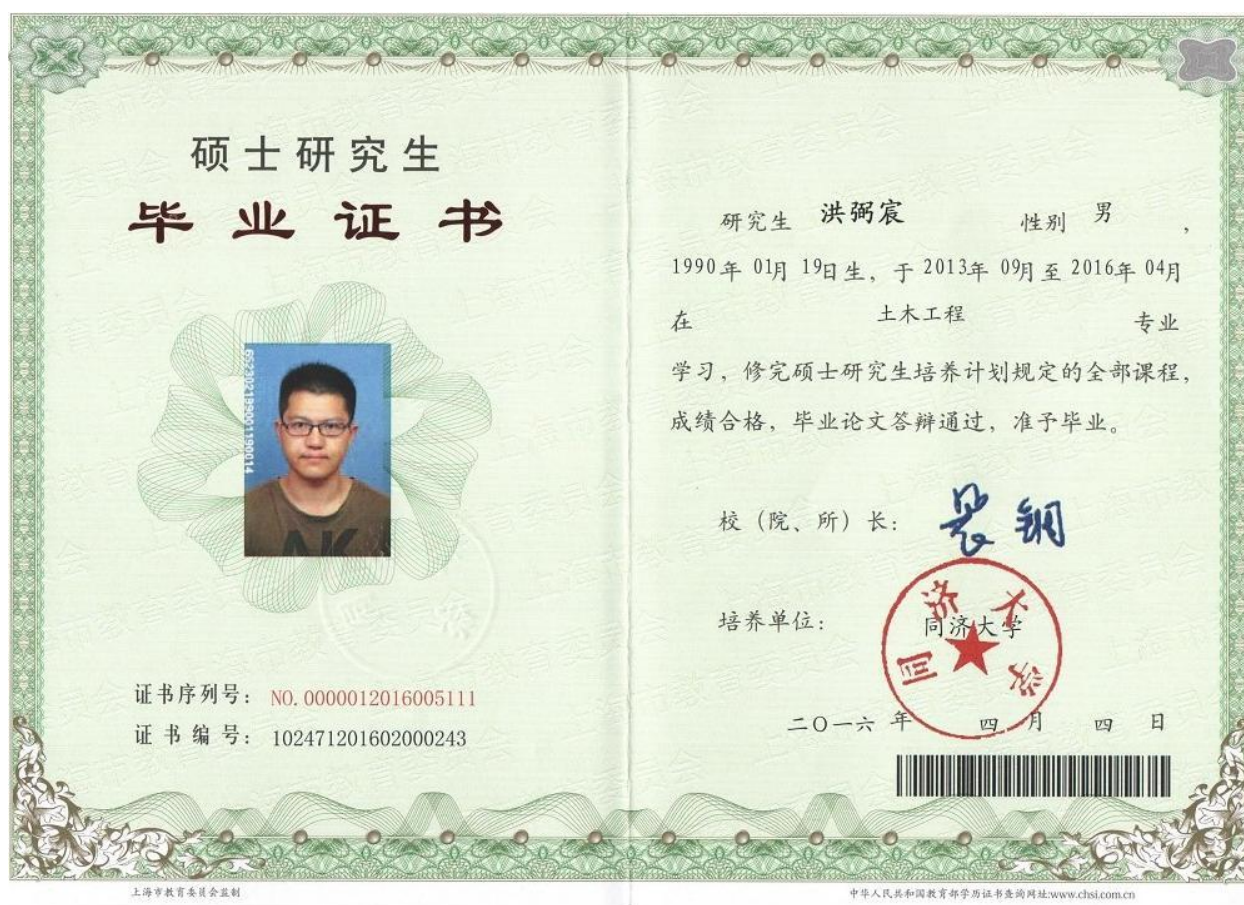 硕士研究生
毕业证书
652302199001190014
证书序列号: NO.0000012016005111
证书编号: 102471201602000243
上海市教育委员会监制
研究生 洪弼宸 性别 男 ,
1990年 01月 19日生, 于 2013年 09月至 2016年 04月
在 土木工程 专业
学习, 修完硕士研究生培养计划规定的全部课程,
成绩合格, 毕业论文答辩通过, 准予毕业。
校(院、所)长:
培养单位: 同济大学
同济大学
二〇一六 年 四 月 四 日
中华人民共和国教育部学历证书查询网址:www.chsi.com.cn